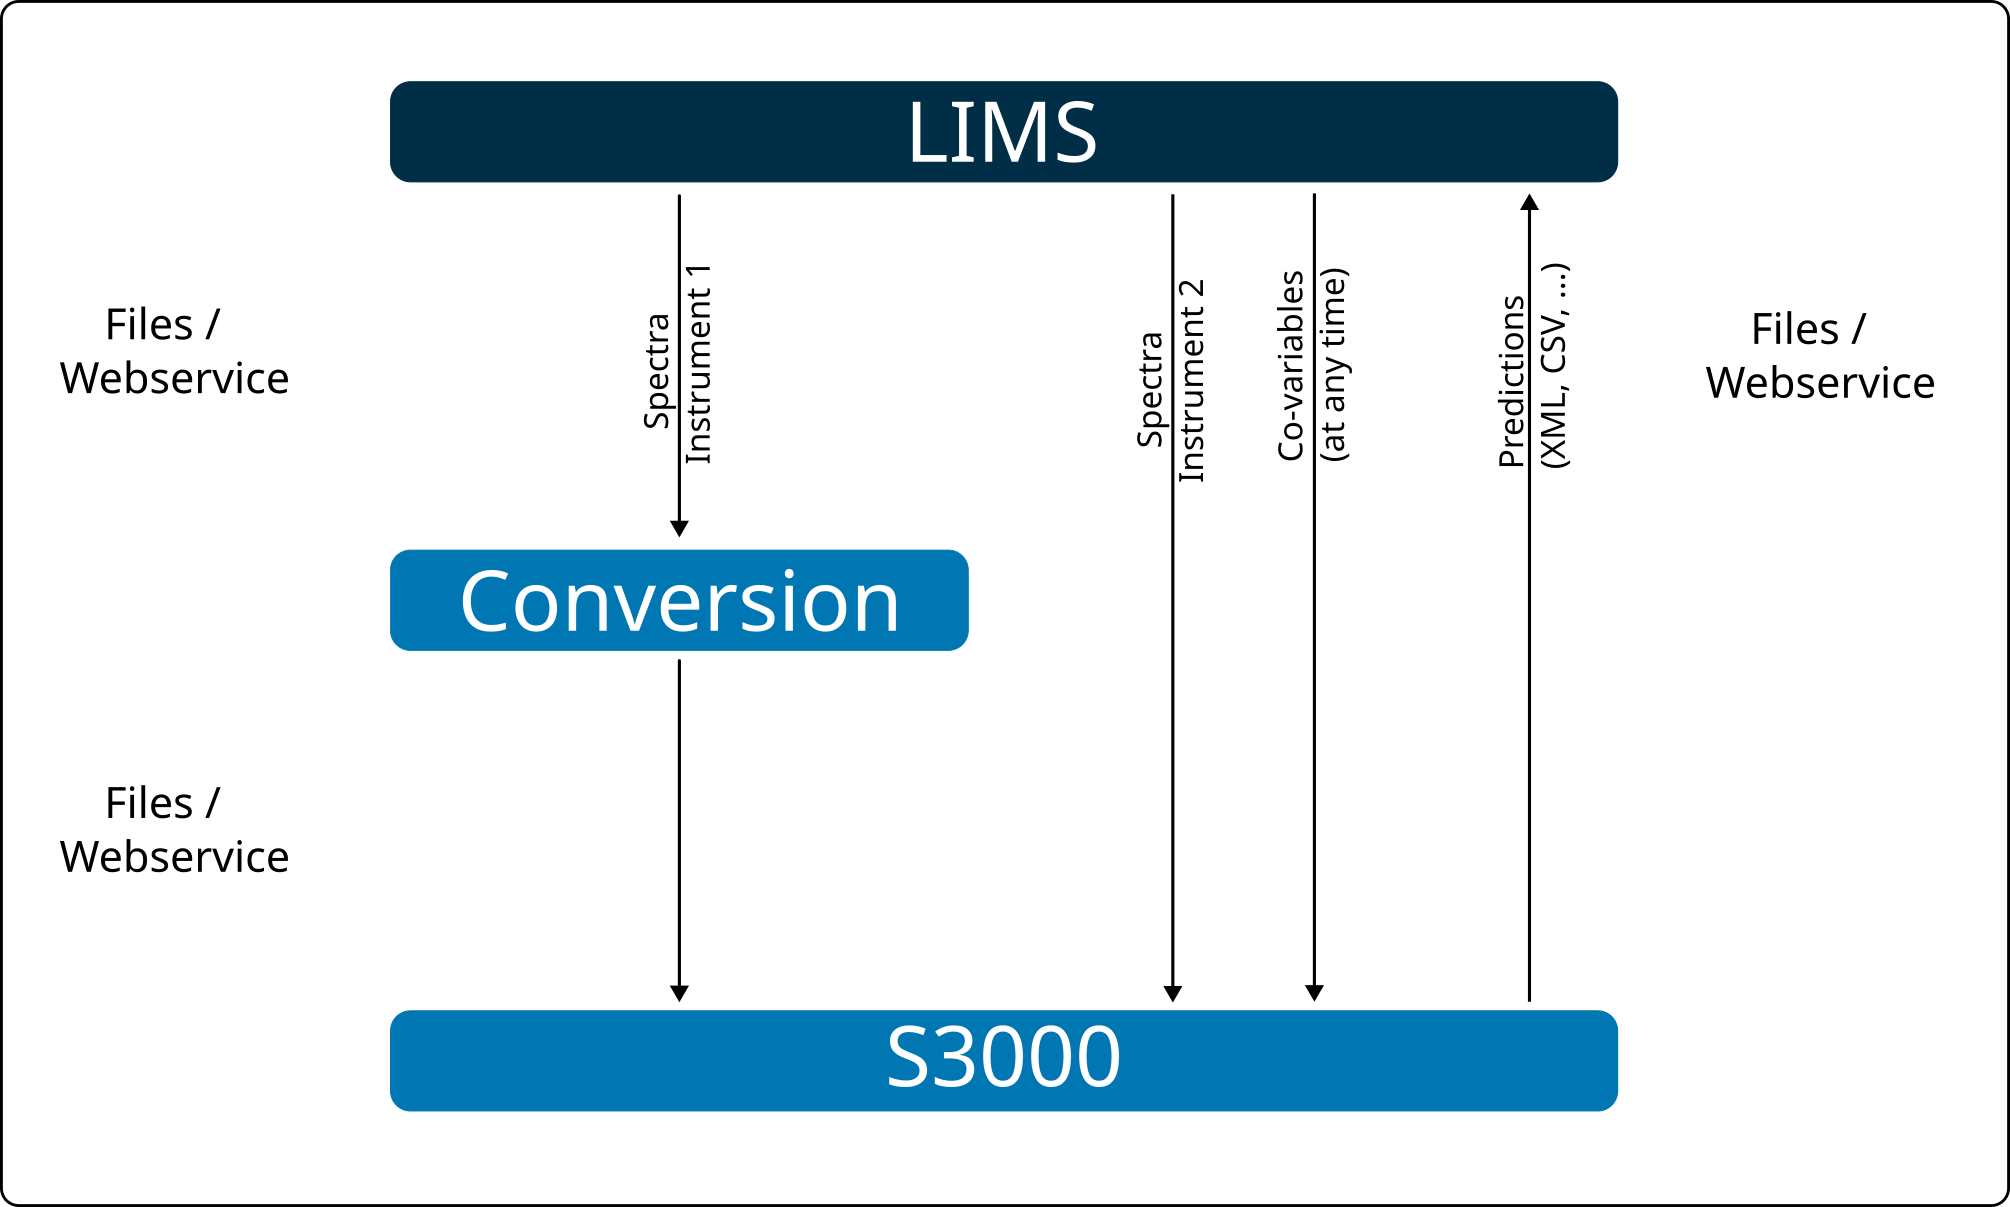 LIMS
Files /
Webservice
Spectra
Instrument 1
Spectra
Instrument 2
Co-variables
(at any time)
Predictions
(XML, CSV, ...)
Files /
Webservice
Conversion
Files /
Webservice
S3000